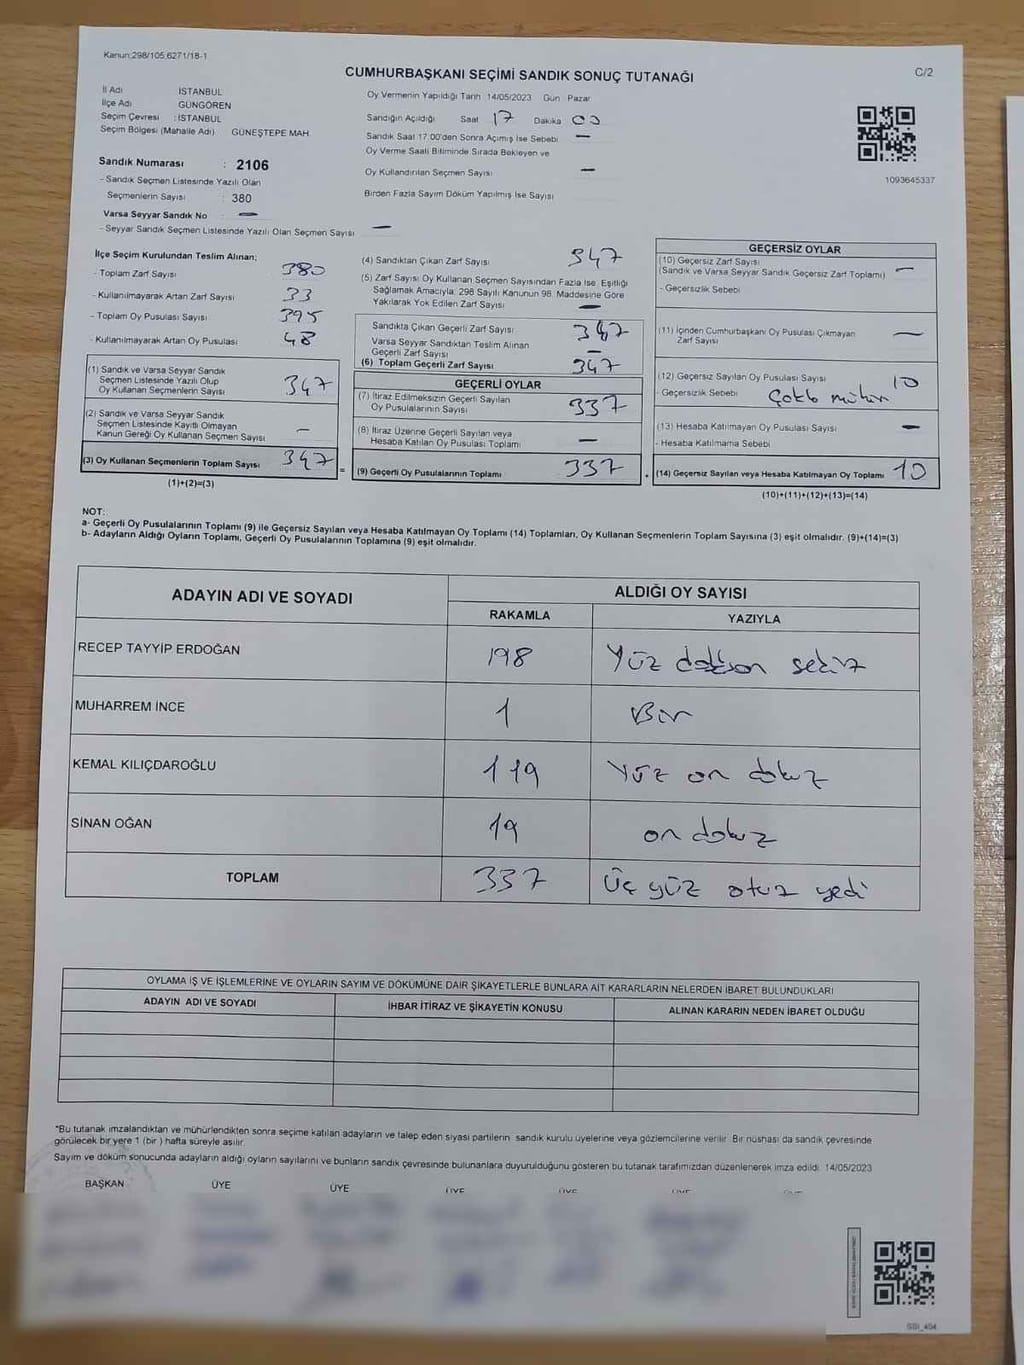 Kanun:298/105,6271/18-1
C/2
CUMHURBAŞKANI SEÇİMİ SANDIK SONUÇ TUTANAĞI
İl Adı : İSTANBUL
İlçe Adı : GÜNGÖREN
Seçim Çevresi : İSTANBUL
Seçim Bölgesi (Mahalle Adı) : GÜNEŞTEPE MAH.
Oy Vermenin Yapıldığı Tarih 14/05/2023 Gün Pazar
Sandığın Açıldığı Saat 17 Dakika 00
Sandık Saat 17:00'den Sonra Açımış İse Sebebi —
Oy Verme Saati Bitiminde Sırada Bekleyen ve
Oy Kullandırılan Seçmen Sayısı —
Birden Fazla Sayım Döküm Yapılmış İse Sayısı
1093645337
Sandık Numarası : 2106
- Sandık Seçmen Listesinde Yazılı Olan
Seçmenlerin Sayısı : 380
Varsa Seyyar Sandık No : —
- Seyyar Sandık Seçmen Listesinde Yazılı Olan Seçmen Sayısı : —
İlçe Seçim Kurulundan Teslim Alınan;
- Toplam Zarf Sayısı 380
- Kullanılmayarak Artan Zarf Sayısı 33
- Toplam Oy Pusulası Sayısı 395
- Kullanılmayarak Artan Oy Pusulası 48
(1) Sandık ve Varsa Seyyar Sandık
Seçmen Listesinde Yazılı Olup
Oy Kullanan Seçmenlerin Sayısı 347
(2) Sandık ve Varsa Seyyar Sandık
Seçmen Listesinde Kayıtlı Olmayan
Kanun Gereği Oy Kullanan Seçmen Sayısı —
(3) Oy Kullanan Seçmenlerin Toplam Sayısı 347
(1)+(2)=(3)
(4) Sandıktan Çıkan Zarf Sayısı 347
(5) Zarf Sayısı Oy Kullanan Seçmen Sayısından Fazla İse, Eşitliği
Sağlamak Amacıyla, 298 Sayılı Kanunun 98. Maddesine Göre
Yakılarak Yok Edilen Zarf Sayısı —
Sandıkta Çıkan Geçerli Zarf Sayısı 347
Varsa Seyyar Sandıktan Teslim Alınan
Geçerli Zarf Sayısı —
(6) Toplam Geçerli Zarf Sayısı 347
GEÇERLİ OYLAR
(7) İtiraz Edilmeksizin Geçerli Sayılan
Oy Pusulalarının Sayısı 337
(8) İtiraz Üzerine Geçerli Sayılan veya
Hesaba Katılan Oy Pusulası Toplamı —
= (9) Geçerli Oy Pusulalarının Toplamı 337
GEÇERSİZ OYLAR
(10) Geçersiz Zarf Sayısı
(Sandık ve Varsa Seyyar Sandık Geçersiz Zarf Toplamı) —
- Geçersizlik Sebebi
(11) İçinden Cumhurbaşkanı Oy Pusulası Çıkmayan
Zarf Sayısı —
(12) Geçersiz Sayılan Oy Pusulası Sayısı 10
- Geçersizlik Sebebi Çoklu mühür
(13) Hesaba Katılmayan Oy Pusulası Sayısı —
- Hesaba Katılmama Sebebi
+ (14) Geçersiz Sayılan veya Hesaba Katılmayan Oy Toplamı 10
(10)+(11)+(12)+(13)=(14)
NOT:
a- Geçerli Oy Pusulalarının Toplamı (9) ile Geçersiz Sayılan veya Hesaba Katılmayan Oy Toplamı (14) Toplamları, Oy Kullanan Seçmenlerin Toplam Sayısına (3) eşit olmalıdır. (9)+(14)=(3)
b- Adayların Aldığı Oyların Toplamı, Geçerli Oy Pusulalarının Toplamına (9) eşit olmalıdır.
ADAYIN ADI VE SOYADI
ALDIĞI OY SAYISI
RAKAMLA YAZIYLA
RECEP TAYYİP ERDOĞAN 198 Yüz doksan sekiz
MUHARREM İNCE 1 Bir
KEMAL KILIÇDAROĞLU 119 Yüz on dokuz
SİNAN OĞAN 19 on dokuz
TOPLAM 337 üç yüz otuz yedi
OYLAMA İŞ VE İŞLEMLERİNE VE OYLARIN SAYIM VE DÖKÜMÜNE DAİR ŞİKAYETLERLE BUNLARA AİT KARARLARIN NELERDEN İBARET BULUNDUKLARI
ADAYIN ADI VE SOYADI İHBAR İTİRAZ VE ŞİKAYETİN KONUSU ALINAN KARARIN NEDEN İBARET OLDUĞU
*Bu tutanak imzalandıktan ve mühürlendikten sonra seçime katılan adayların ve talep eden siyasi partilerin sandık kurulu üyelerine veya gözlemcilerine verilir. Bir nüshası da sandık çevresinde
görülecek bir yere 1 (bir) hafta süreyle asılır.
Sayım ve döküm sonucunda adayların aldığı oyların sayılarını ve bunların sandık çevresinde bulunanlara duyurulduğunu gösteren bu tutanak tarafımızdan düzenlenerek imza edildi. 14/05/2023
BAŞKAN ÜYE ÜYE ÜYE ÜYE ÜYE